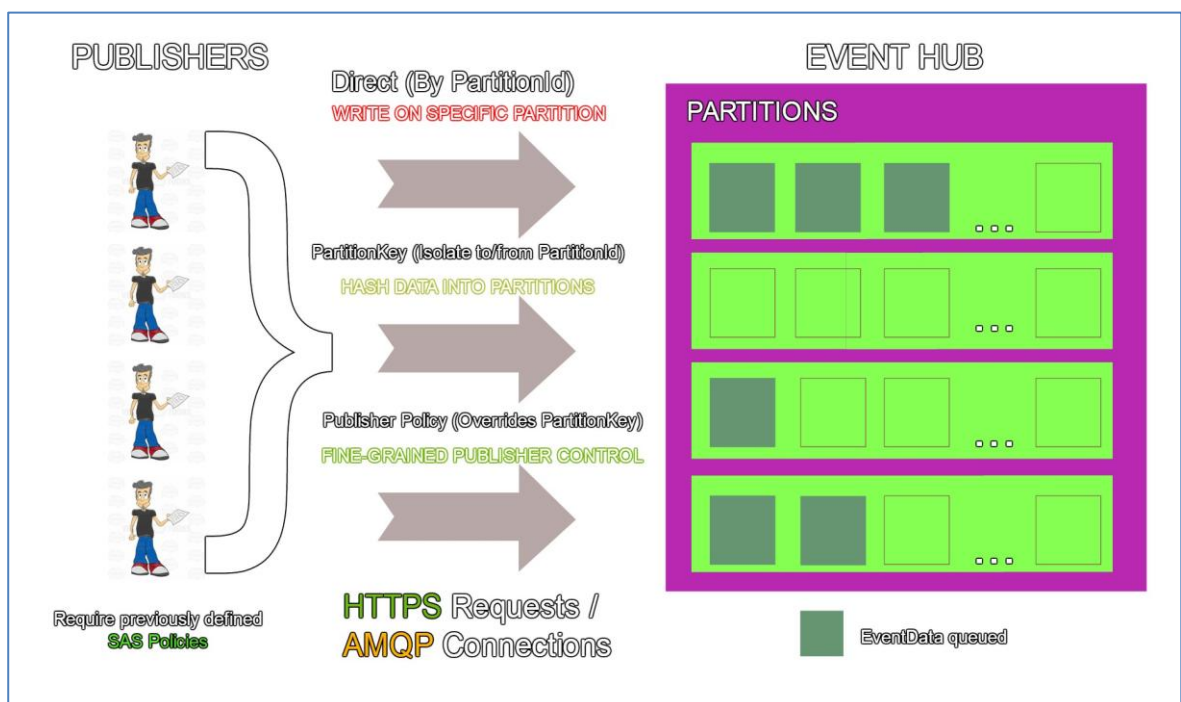 PUBLISHERS
Direct (By PartitionId)
WRITE ON SPECIFIC PARTITION
PartitionKey (Isolate to/from PartitionId)
HASH DATA INTO PARTITIONS
Publisher Policy (Overrides PartitionKey)
FINE-GRAINED PUBLISHER CONTROL
HTTPS Requests /
AMQP Connections
Require previously defined
SAS Policies
EVENT HUB
PARTITIONS
EventData queued